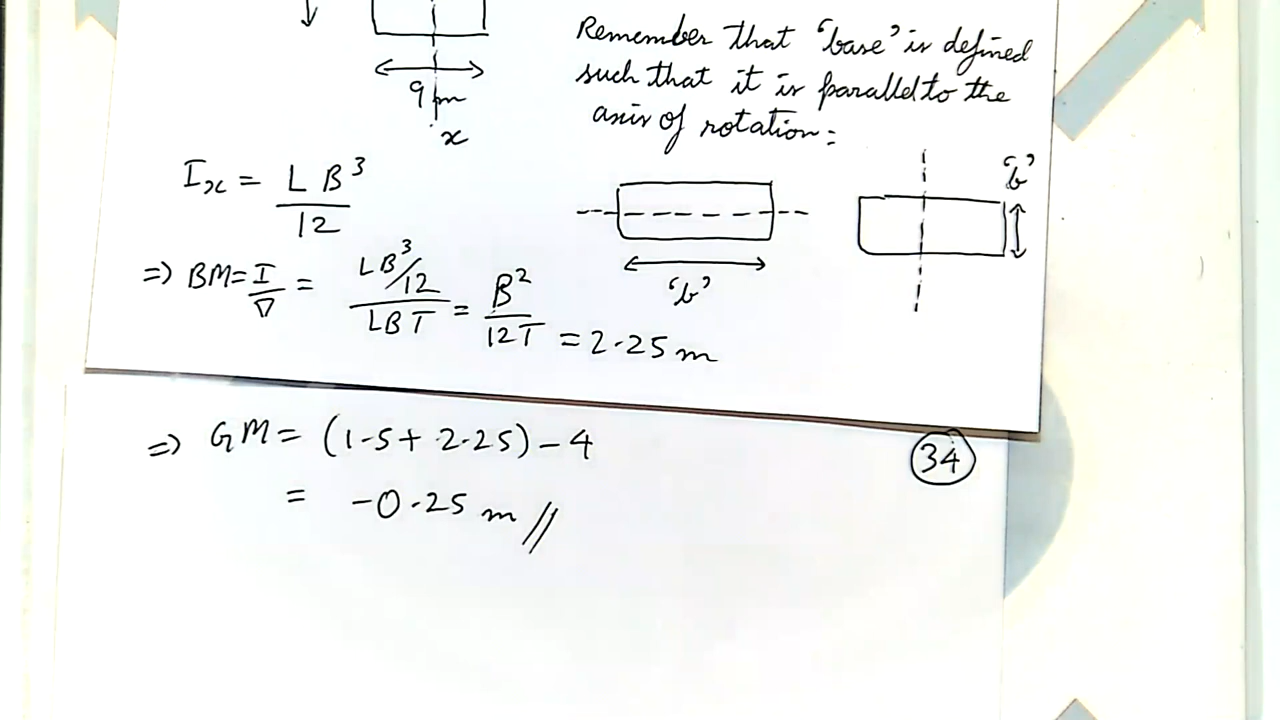 9m
x
Remember that 'base' is defined
such that it is parallel to the
axis of rotation:
Ix = LB³/12
'b'
'b'
=> BM = I/∇ = (LB³/12)/(LBT) = B²/(12T) = 2.25 m
=> GM = (1.5 + 2.25) - 4
= -0.25 m //
34